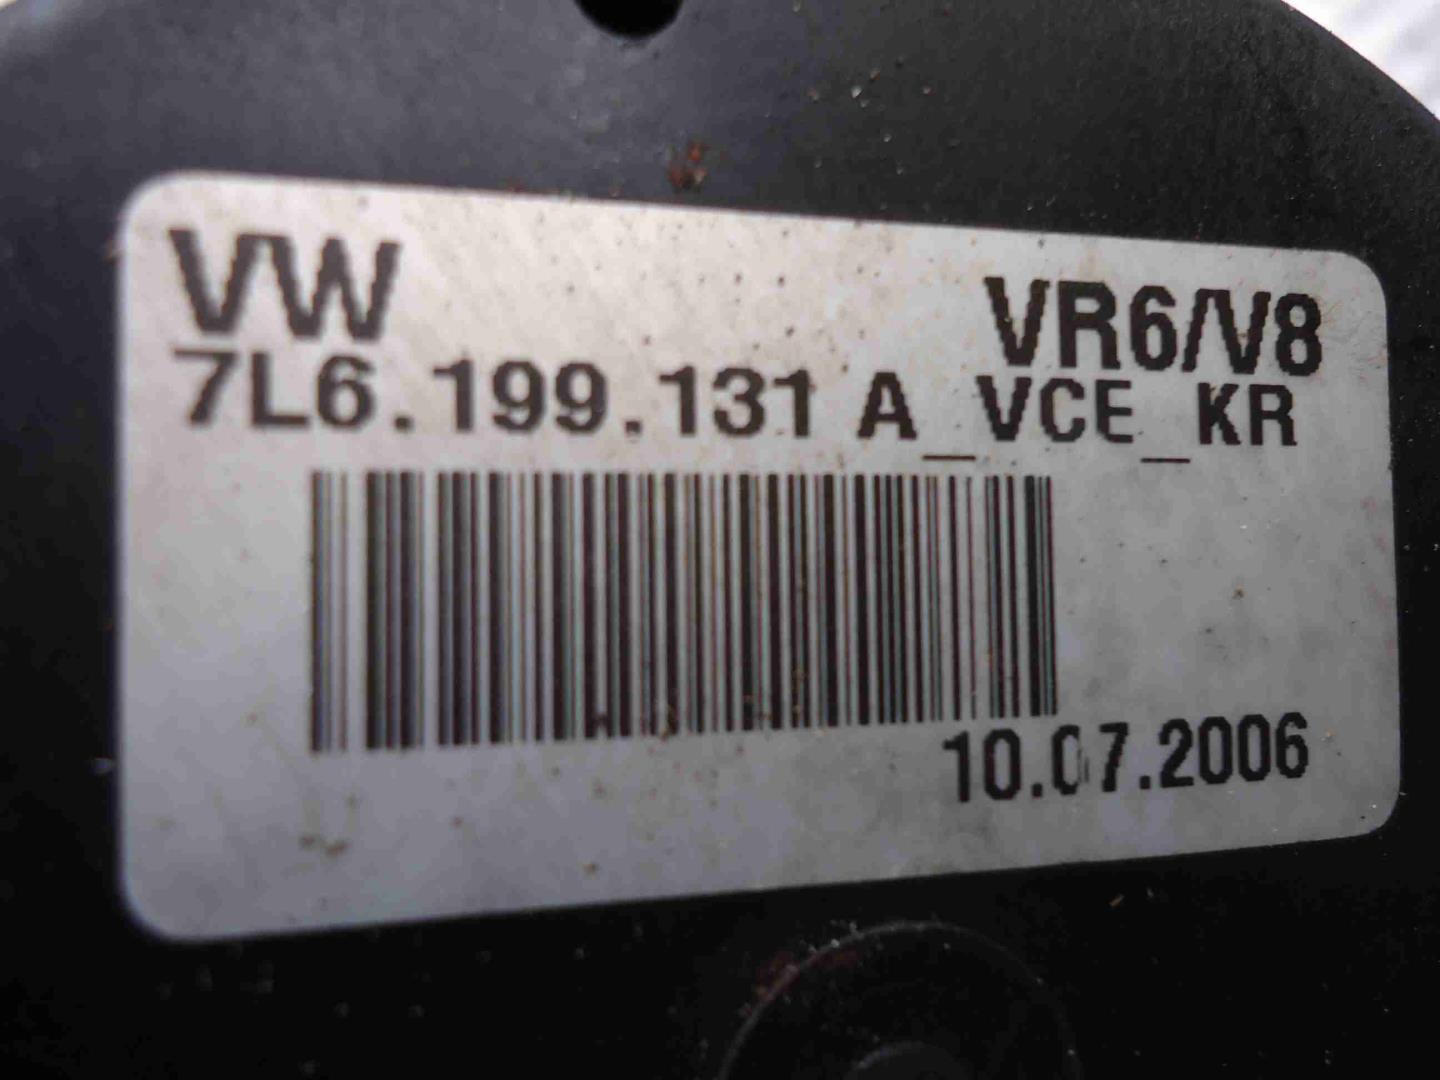 VW VR6/V8
7L6.199.131 A_VCE_KR
10.07.2006